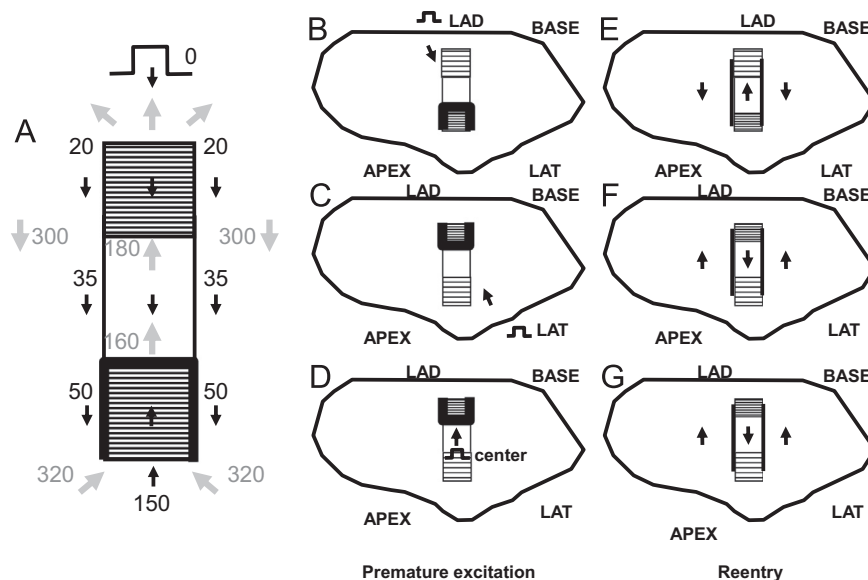 A
0
20 20
300 180 300
35 35
160
50 50
320 320
150
B
LAD
BASE
APEX
LAT
C
LAD
BASE
APEX
LAT
D
LAD
BASE
center
APEX
LAT
Premature excitation
E
LAD
BASE
APEX
LAT
F
LAD
BASE
APEX
LAT
G
LAD
BASE
APEX
LAT
Reentry